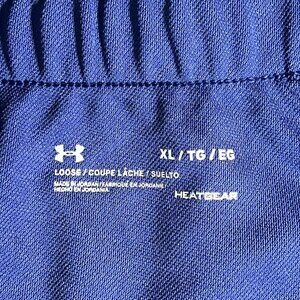 XL / TG / EG
LOOSE / COUPE LÂCHE / SUELTO
MADE IN JORDAN / FABRIQUÉ EN JORDANIE /
HECHO EN JORDANIA
HEATGEAR